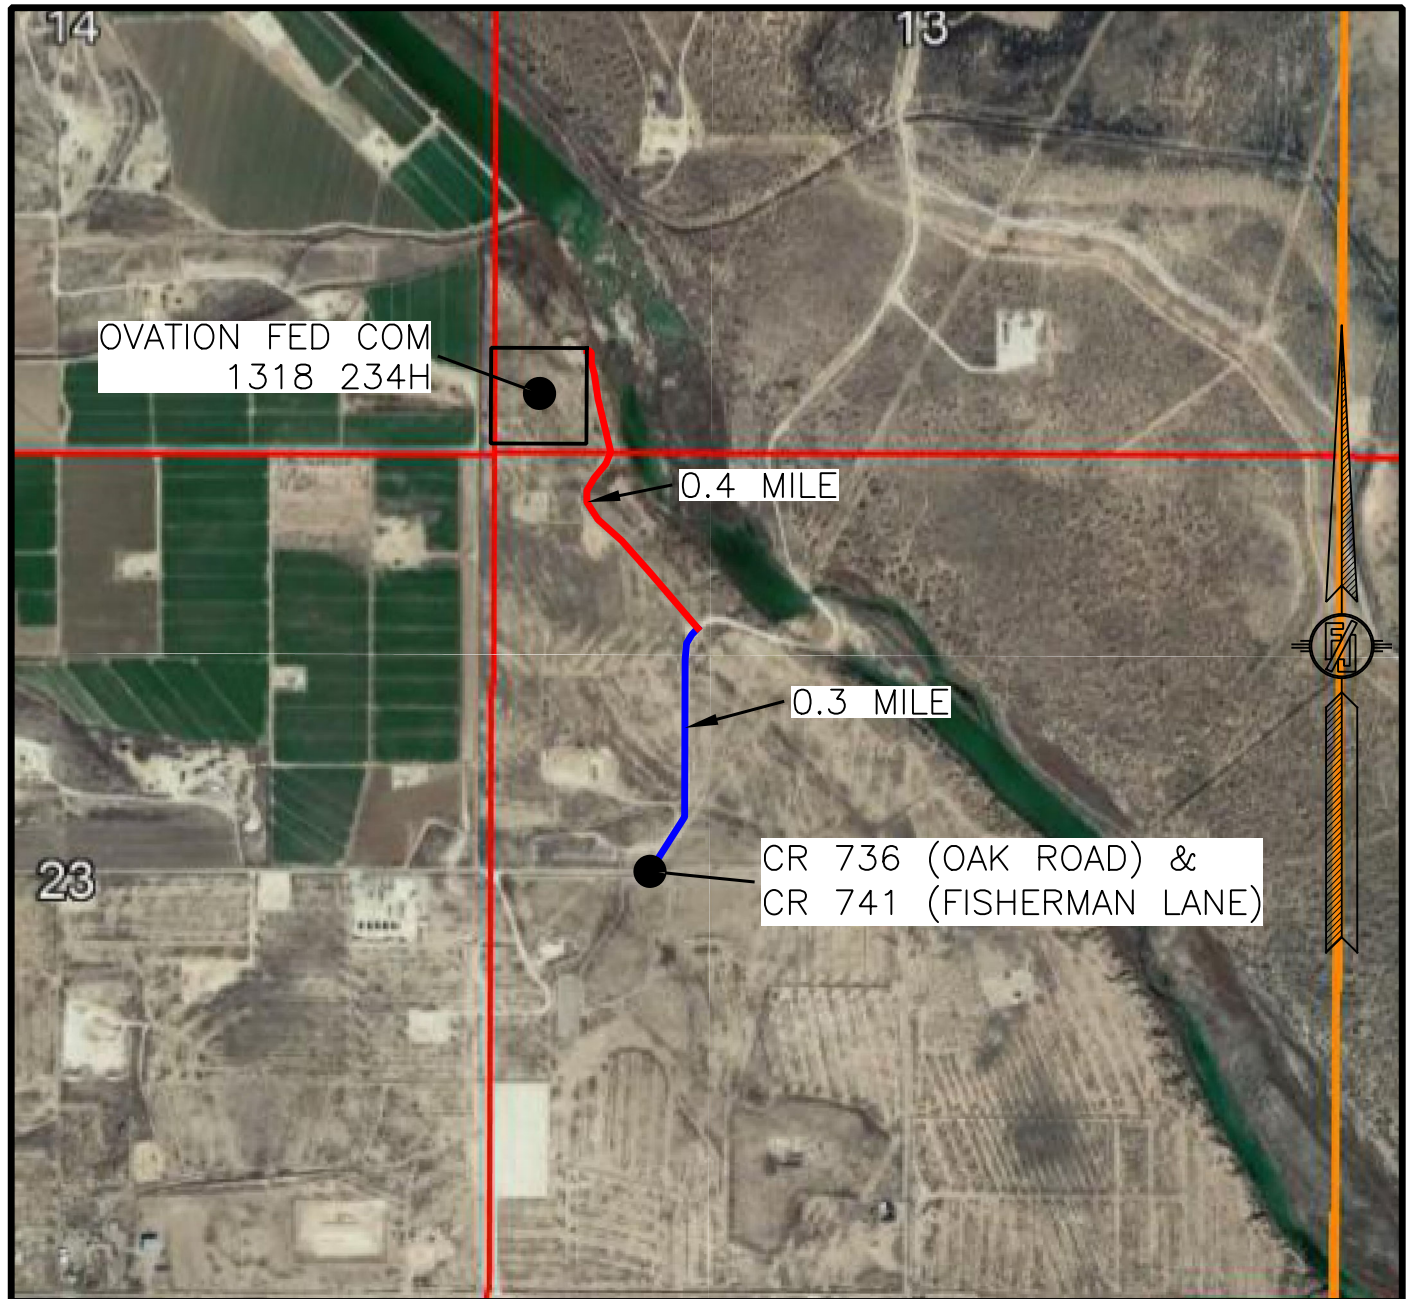 14
13
OVATION FED COM
1318 234H
0.4 MILE
0.3 MILE
CR 736 (OAK ROAD) &
CR 741 (FISHERMAN LANE)
23